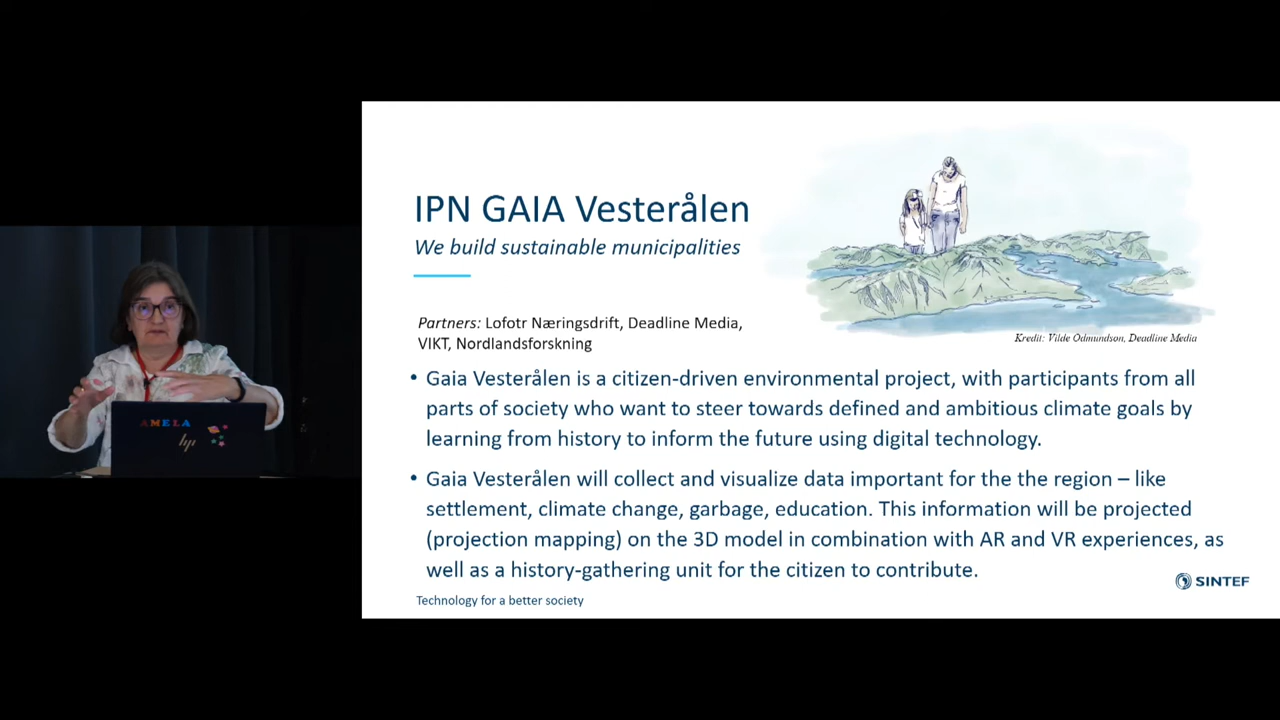 IPN GAIA Vesterålen
We build sustainable municipalities
Partners: Lofotr Næringsdrift, Deadline Media,
VIKT, Nordlandsforskning
Kredit: Vilde Odmundson, Deadline Media
• Gaia Vesterålen is a citizen-driven environmental project, with participants from all
parts of society who want to steer towards defined and ambitious climate goals by
learning from history to inform the future using digital technology.
• Gaia Vesterålen will collect and visualize data important for the the region – like
settlement, climate change, garbage, education. This information will be projected
(projection mapping) on the 3D model in combination with AR and VR experiences, as
well as a history-gathering unit for the citizen to contribute.
SINTEF
Technology for a better society
AMELA
hp